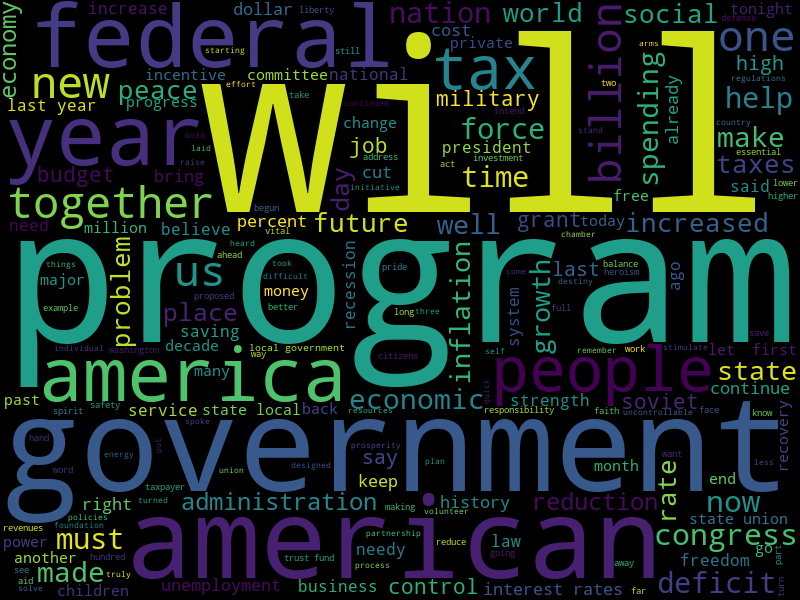 economy
increase
dollar
liberty
nation
world
social
tonight
defense
federal
starting
still
cost
private
arms
one
will
tax
billion
spending
already
new
incentive
committee
national
effort
take
continued
two
regulations
high
peace
military
intend
country
help
last year
progress
bold
change
force
stand
essential
make
year
laid
raise
job
president
address
cut
act
investment
initiative
time
taxes
lower
higher
budget
bring
day
free
said
together
begun
percent
future
well
grant
today
increased
need
million
believe
vital
chamber
program
things
problem
heard
ahead
took
difficult
us
recession
pride
inflation
growth
last
come
balance
heroism
destiny
ago
major
proposed
money
better
system
full
example
place
long
three
save
saving
decade
individual
washington
local government
way
citizens
self
remember
work
stimulate
let
first
america
many
people
state
past
quick
continue
spirit
safety
service
state local
back
resources
economic
strength
responsibility
faith
soviet
uncontrollable
face
know
recovery
government
hand
spoke
put
prosperity
say
month
want
less
word
energy
union
designed
plan
keep
rate
end
taxpayer
right
turned
administration
making
volunteer
history
reduction
now
revenues
policies
foundation
partnership
state union
power
must
hundred
american
reduce
going
law
congress
another
needy
freedom
go
part
see
aid
solve
made
truly
trust fund
process
away
children
unemployment
business
control
interest rates
far
deficit
turn